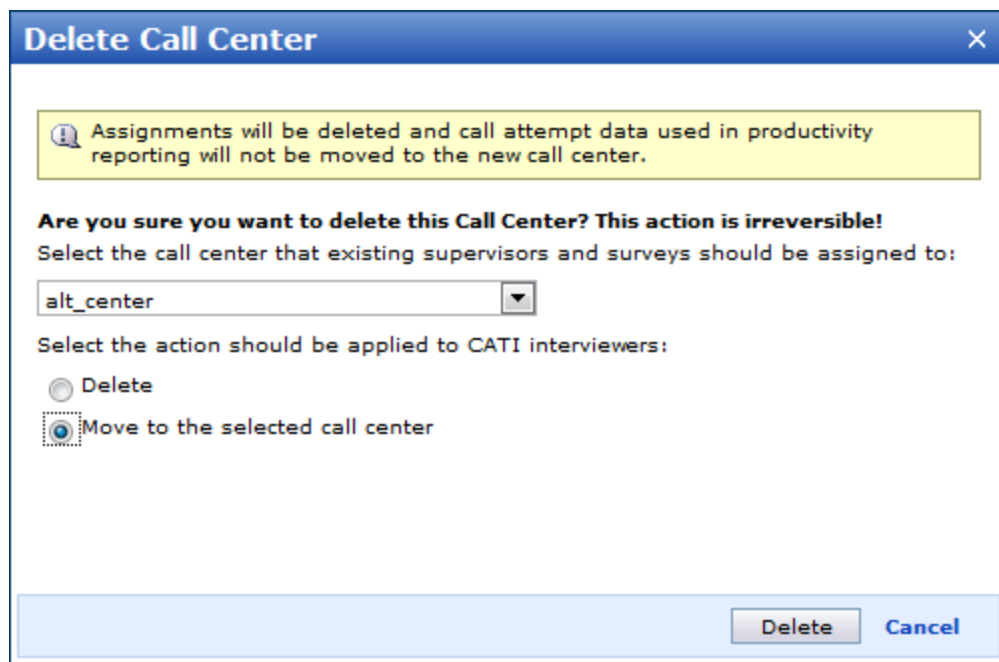 Delete Call Center
Assignments will be deleted and call attempt data used in productivity
reporting will not be moved to the new call center.
Are you sure you want to delete this Call Center? This action is irreversible!
Select the call center that existing supervisors and surveys should be assigned to:
alt_center
Select the action should be applied to CATI interviewers:
Delete
Move to the selected call center
Delete Cancel